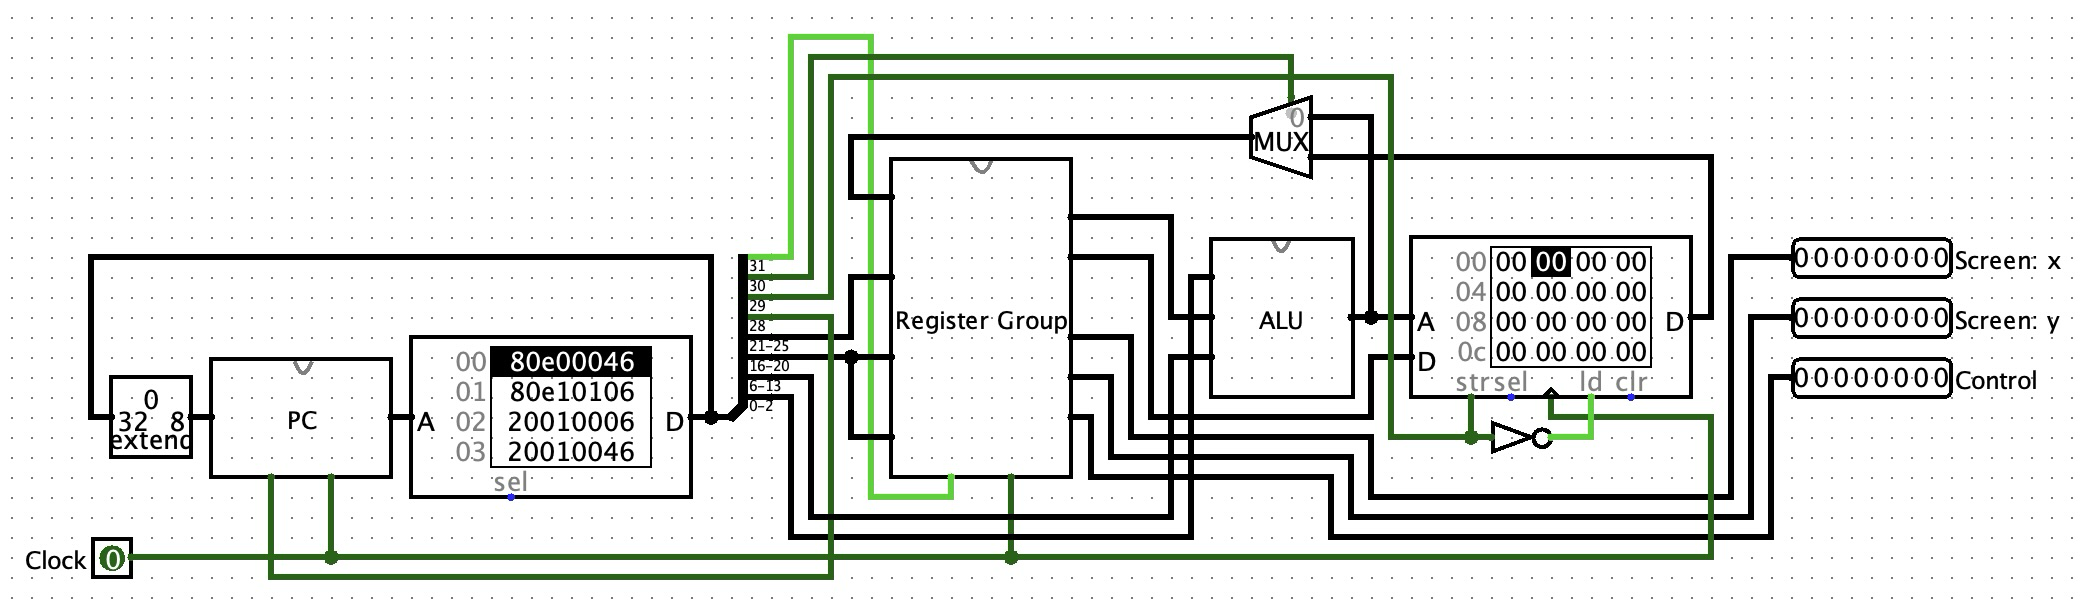 0
MUX
00 00 00 00 00
04 00 00 00 00
08 00 00 00 00
0c 00 00 00 00
A
D
D
str sel ld clr
00000000 Screen: x
00000000 Screen: y
00000000 Control
31
30
29
28
21-25
16-20
6-13
0-2
Register Group
ALU
0
32 8
extend
PC
A
00 80e00046
01 80e10106
02 20010006
03 20010046
D
sel
Clock 0